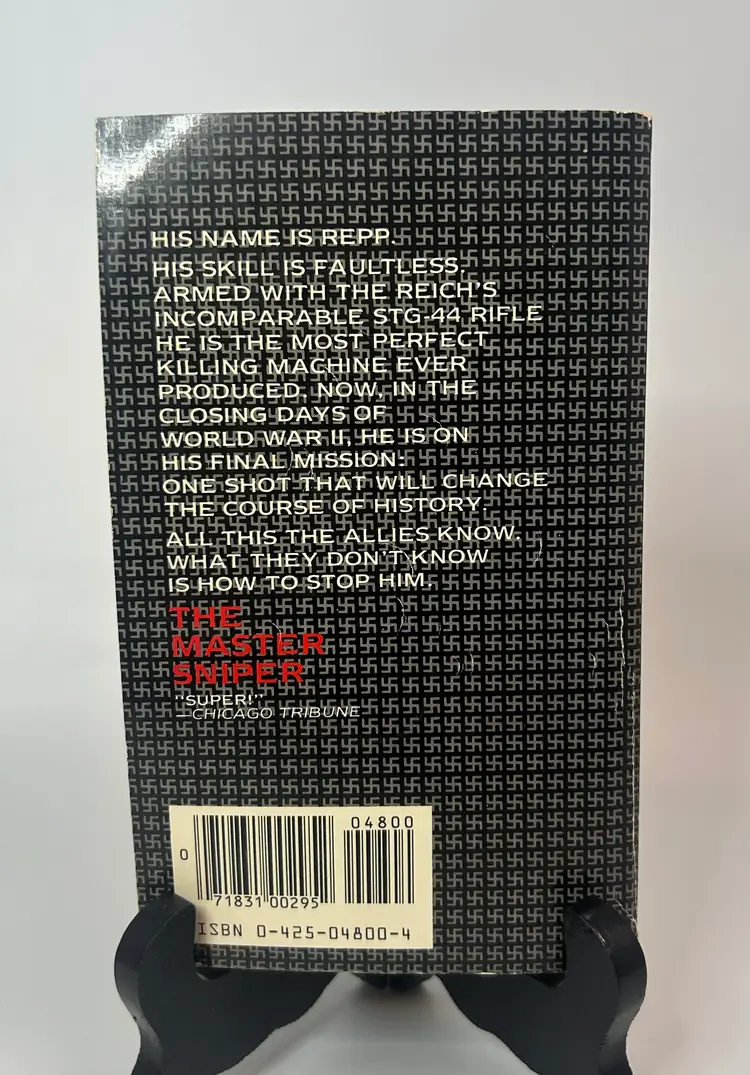 HIS NAME IS REPP.
HIS SKILL IS FAULTLESS.
ARMED WITH THE REICH'S
INCOMPARABLE STG-44 RIFLE
HE IS THE MOST PERFECT
KILLING MACHINE EVER
PRODUCED. NOW, IN THE
CLOSING DAYS OF
WORLD WAR II, HE IS ON
HIS FINAL MISSION:
ONE SHOT THAT WILL CHANGE
THE COURSE OF HISTORY.
ALL THIS THE ALLIES KNOW.
WHAT THEY DON'T KNOW
IS HOW TO STOP HIM.
THE
MASTER
SNIPER
"SUPER!"
—CHICAGO TRIBUNE
04800
0
71831 00295
ISBN 0-425-04800-4